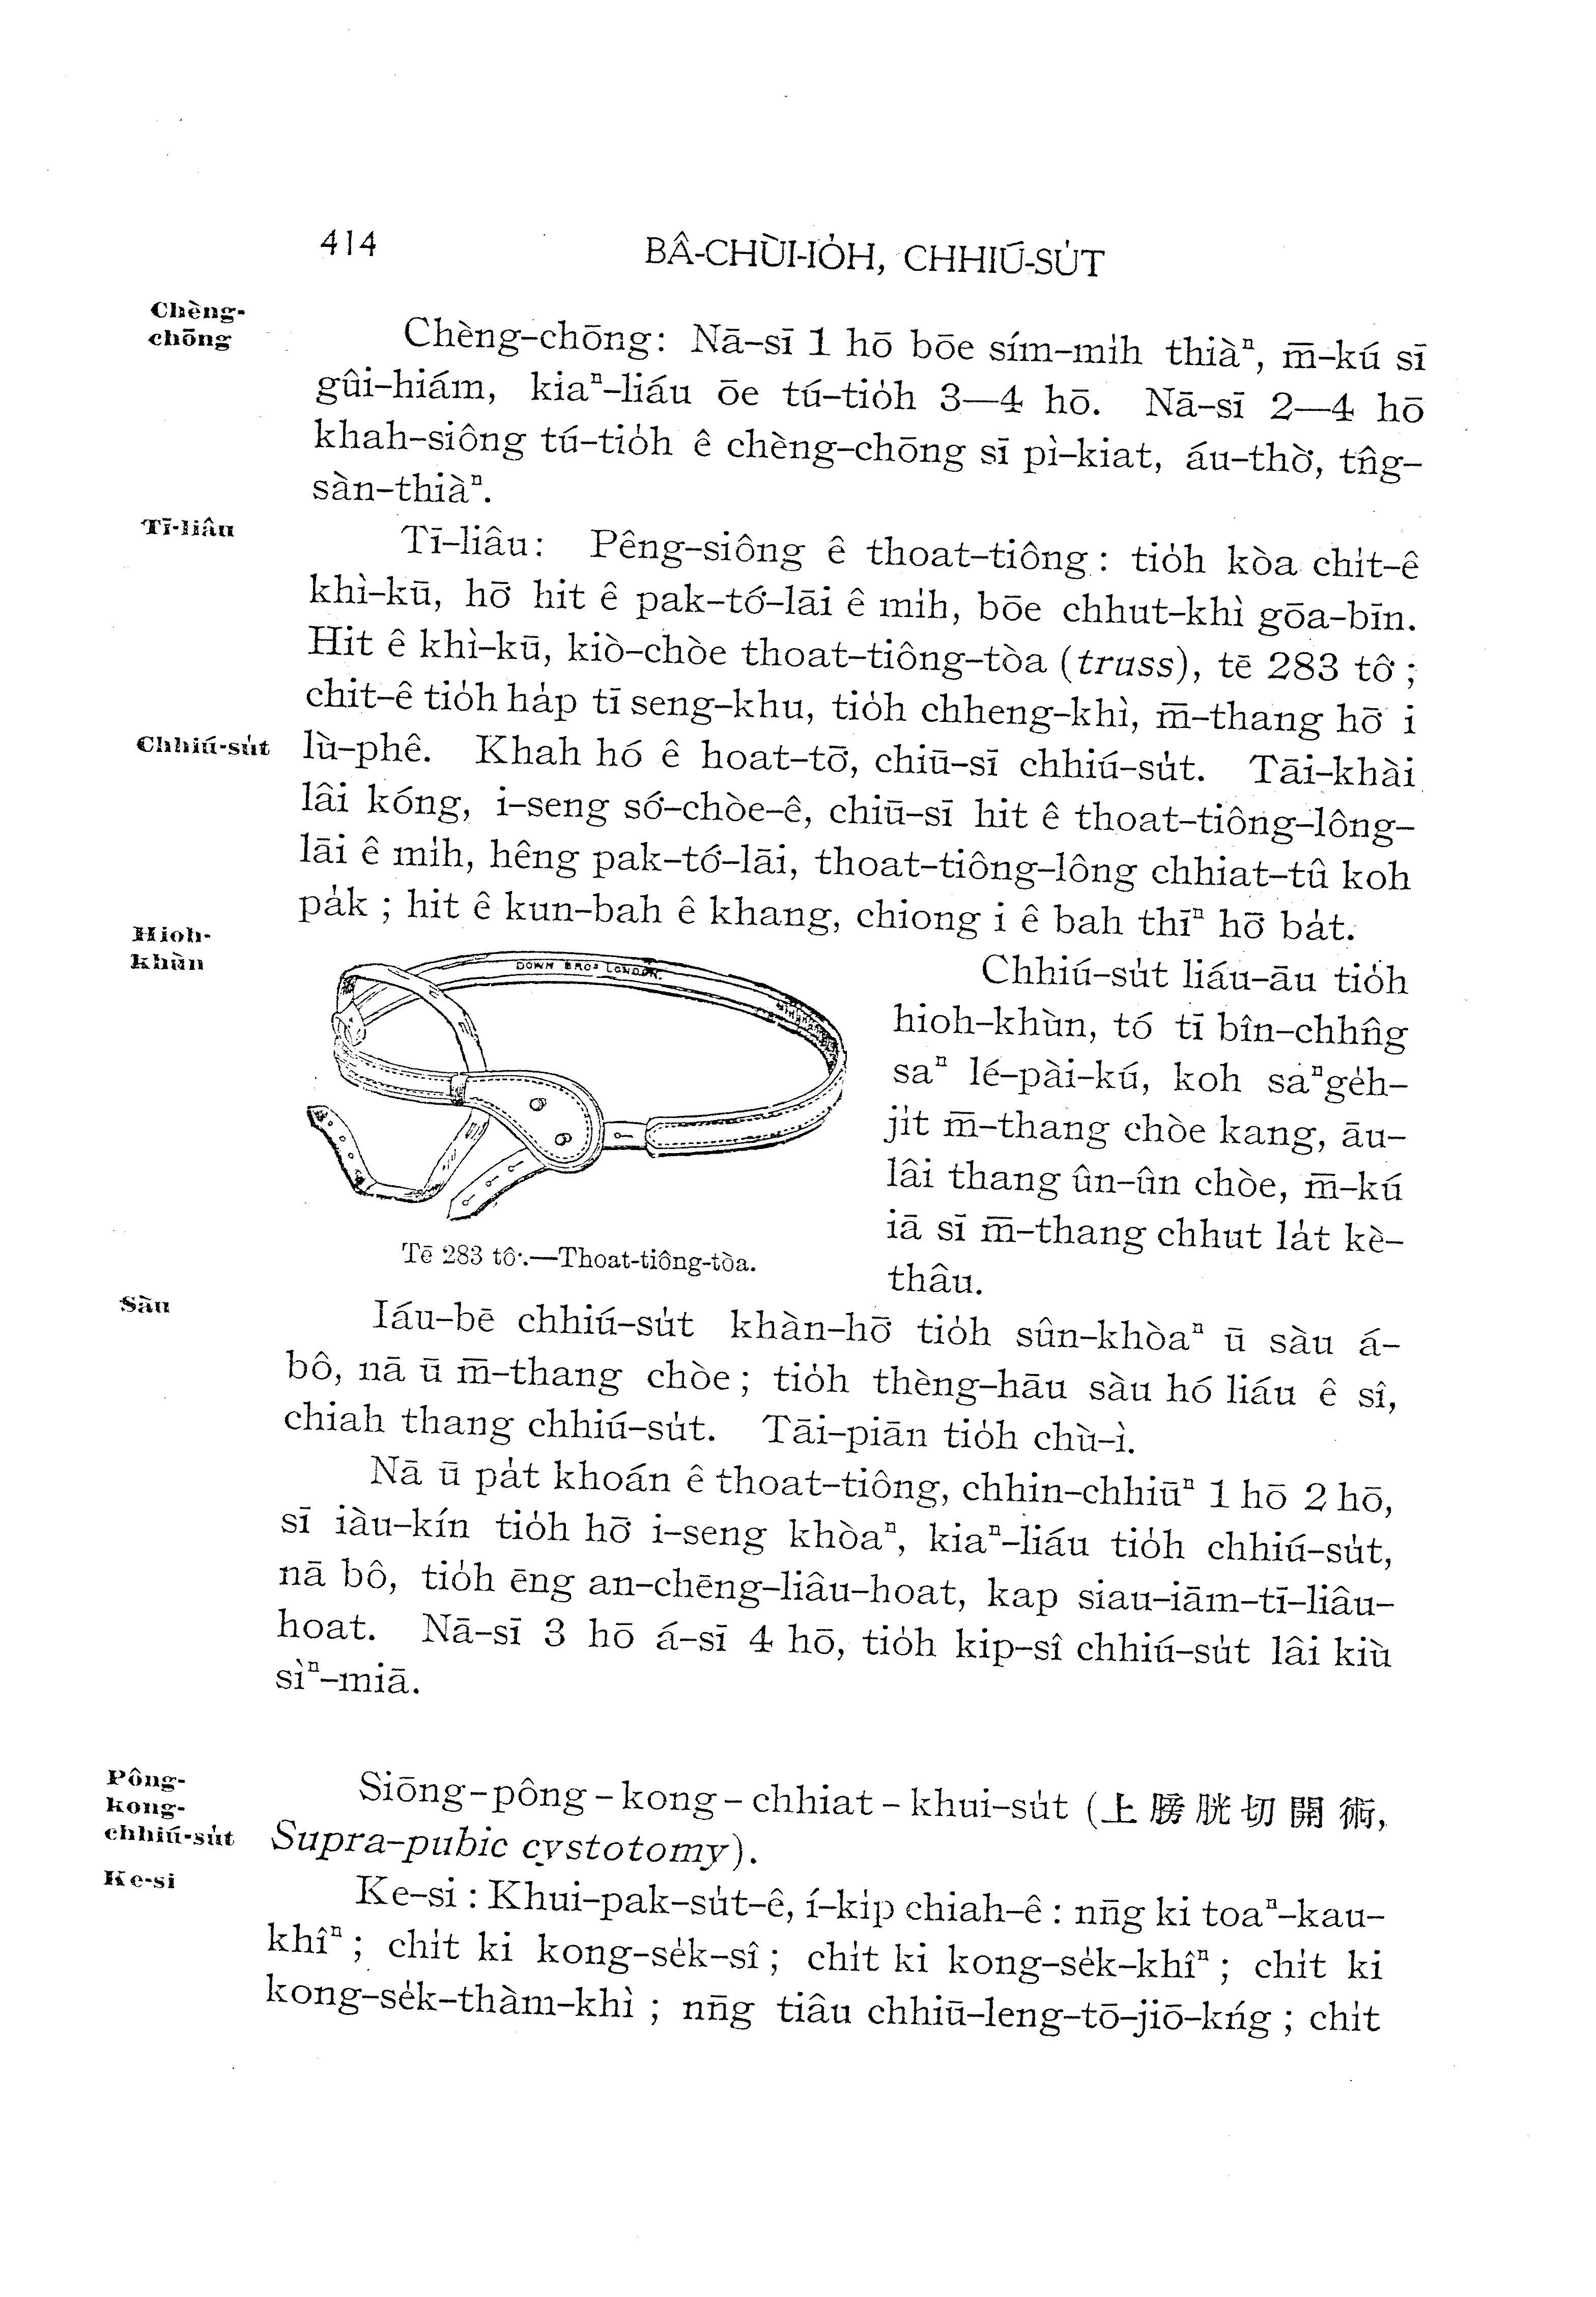 414
BÂ-CHÙI-IO̍H, CHHIÚ-SU̍T
Chèng-
chōng
Chèng-chōng: Nā-sī 1 hō bōe sím-mih thiàⁿ, m̄-kú sī
gûi-hiám, kiaⁿ-liáu ōe tú-tio̍h 3—4 hō. Nā-sī 2—4 hō
khah-siông tú-tio̍h ê chèng-chōng sī pì-kiat, áu-thò͘, tn̂g-
sàn-thiàⁿ.
Tī-liâu
Tī-liâu: Pêng-siông ê thoat-tiông: tio̍h kòa chi̍t-ê
khì-kū, hō͘ hit ê pak-tó͘-lāi ê mi̍h, bōe chhut-khì gōa-bīn.
Hit ê khì-kū, kiò-chòe thoat-tiông-tòa (truss), tē 283 tô͘;
chit-ê tio̍h ha̍p tī seng-khu, tio̍h chheng-khì, m̄-thang hō͘ i
Chhiú-su̍t
lù-phê. Khah hó ê hoat-tō͘, chiū-sī chhiú-su̍t. Tāi-khài
lâi kóng, i-seng só͘-chòe-ê, chiū-sī hit ê thoat-tiông-lông-
lāi ê mi̍h, hêng pak-tó͘-lāi, thoat-tiông-lông chhiat-tû koh
pa̍k; hit ê kun-bah ê khang, chiong i ê bah thīⁿ hō͘ ba̍t.
Hioh-
khùn
DOWN BROS LONDON.
Chhiú-su̍t liáu-āu tio̍h
hioh-khùn, tó tī bîn-chhn̂g
saⁿ lé-pài-kú, koh saⁿge̍h-
ji̍t m̄-thang chòe kang, āu-
lâi thang ûn-ûn chòe, m̄-kú
iā sī m̄-thang chhut la̍t kè-
thâu.
Tē 283 tô͘.—Thoat-tiông-tòa.
Sàu
Iáu-bē chhiú-su̍t khàn-hō͘ tio̍h sûn-khòaⁿ ū sàu á-
bô, nā ū m̄-thang chòe; tio̍h thèng-hāu sàu hó liáu ê sî,
chiah thang chhiú-su̍t. Tāi-piān tio̍h chù-ì.
Nā ū pa̍t khoán ê thoat-tiông, chhin-chhiūⁿ 1 hō 2 hō,
sī iàu-kín tio̍h hō͘ i-seng khòaⁿ, kiaⁿ-liáu tio̍h chhiú-su̍t,
nā bô, tio̍h ēng an-chēng-liâu-hoat, kap siau-iām-tī-liâu-
hoat. Nā-sī 3 hō á-sī 4 hō, tio̍h kip-sî chhiú-su̍t lâi kiù
sìⁿ-miā.
Pông-
kong-
chhiú-su̍t
Siōng-pông-kong-chhiat-khui-su̍t (上膀胱切開術,
Supra-pubic cystotomy).
Ke-si
Ke-si: Khui-pak-su̍t-ê, í-ki̍p chiah-ê: nn̄g ki toaⁿ-kau-
khîⁿ; chi̍t ki kong-se̍k-sî; chi̍t ki kong-se̍k-khîⁿ; chi̍t ki
kong-se̍k-thàm-khì; nn̄g tiâu chhiū-leng-tō-jiō-kńg; chi̍t